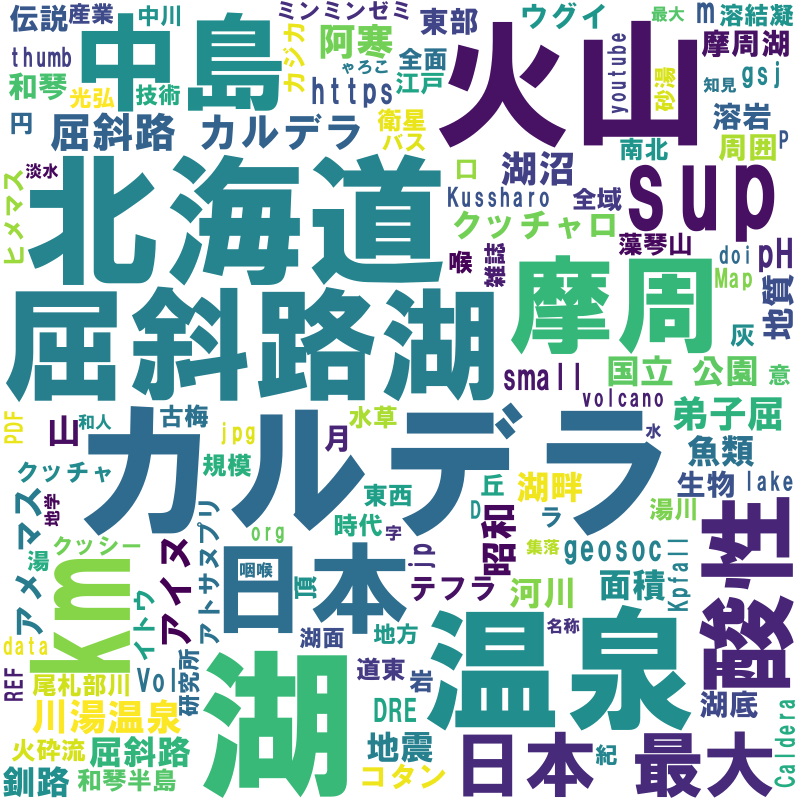 伝説
産業
中川
ミンミンゼミ
東部
ウグイ
最大
m
溶結凝
thumb
中島
カジカ
阿寒
全面
火山
youtube
摩周湖
和琴
光弘
技術
ゃろこ
江戸
https
砂湯
知見
gsj
円
屈斜路 カルデラ
衛星
バス
溶岩
周囲
P
南北
淡水
北海道
口
湖沼
Kussharo
全域
sup
ヒメマス
クッチャロ
喉
雑誌
藻琴山
doi
pH
Map
地質
屈斜路湖
摩周
灰
small
国立 公園
意
volcano
PDF
山
和人
古梅
jpg
水草
月
カルデラ
水
弟子屈
魚類
クッチャ
地学
規模
東西
湖畔
丘
D
生物
lake
アメマス
湯
クッシー
アトサヌプリ
org
時代
字
jp
昭和
ラ
集落
geosoc
湯川
酸性
km
イトウ
アイヌ
日本
咽喉
頂
テフラ
河川
面積
Kpfall
data
REF
尾札部川
Vol
研究所
湖面
地方
名称
湖
道東
岩
温泉
湖底
Caldera
川湯温泉
DRE
火砕流
屈斜路
地震
日本
紀
最大
釧路
和琴半島
コタン